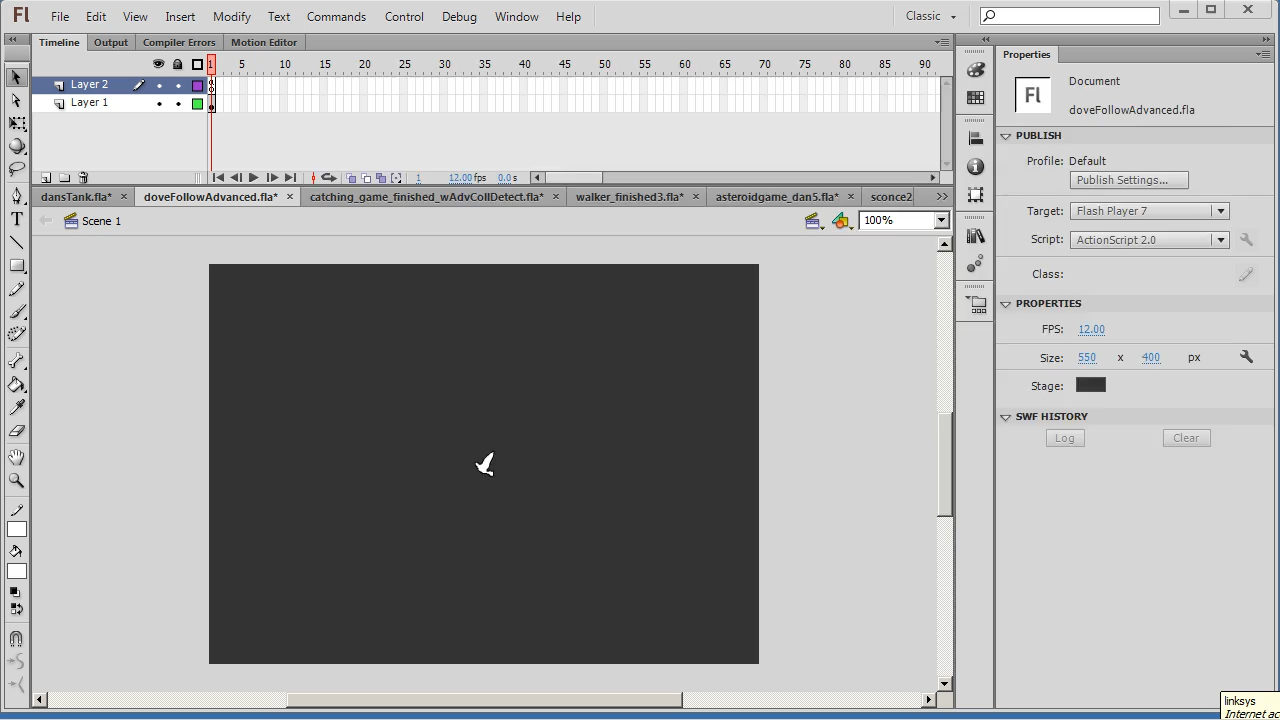 Fl File Edit View Insert Modify Text Commands Control Debug Window Help Classic
Timeline Output Compiler Errors Motion Editor
1 5 10 15 20 25 30 35 40 45 50 55 60 65 70 75 80 85 90
Layer 2
Layer 1
1 12.00 fps 0.0 s
dansTank.fla* doveFollowAdvanced.fla* catching_game_finished_wAdvCollDetect.fla* walker_finished3.fla* asteroidgame_dan5.fla* sconce2
Scene 1 100%
T
Properties
Fl
Document
doveFollowAdvanced.fla
PUBLISH
Profile: Default
Publish Settings...
Target: Flash Player 7
Script: ActionScript 2.0
Class:
PROPERTIES
FPS: 12.00
Size: 550 x 400 px
Stage:
SWF HISTORY
Log Clear
linksys
Internet ac